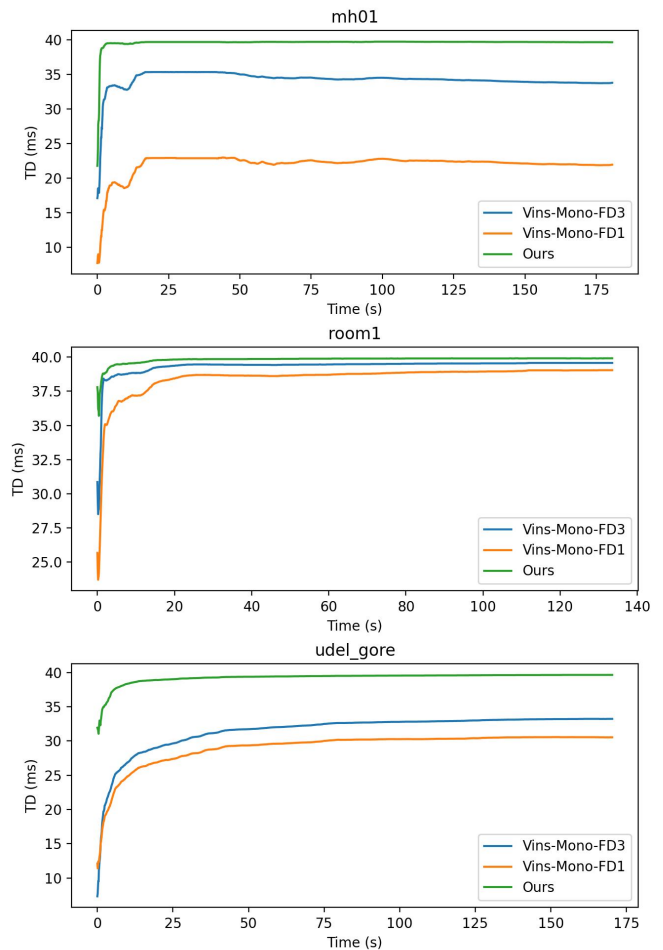 mh01
TD (ms)
40
35
30
25
20
15
10
Vins-Mono-FD3
Vins-Mono-FD1
Ours
0 25 50 75 100 125 150 175
Time (s)
room1
TD (ms)
40.0
37.5
35.0
32.5
30.0
27.5
25.0
Vins-Mono-FD3
Vins-Mono-FD1
Ours
0 20 40 60 80 100 120 140
Time (s)
udel_gore
TD (ms)
40
35
30
25
20
15
10
Vins-Mono-FD3
Vins-Mono-FD1
Ours
0 25 50 75 100 125 150 175
Time (s)